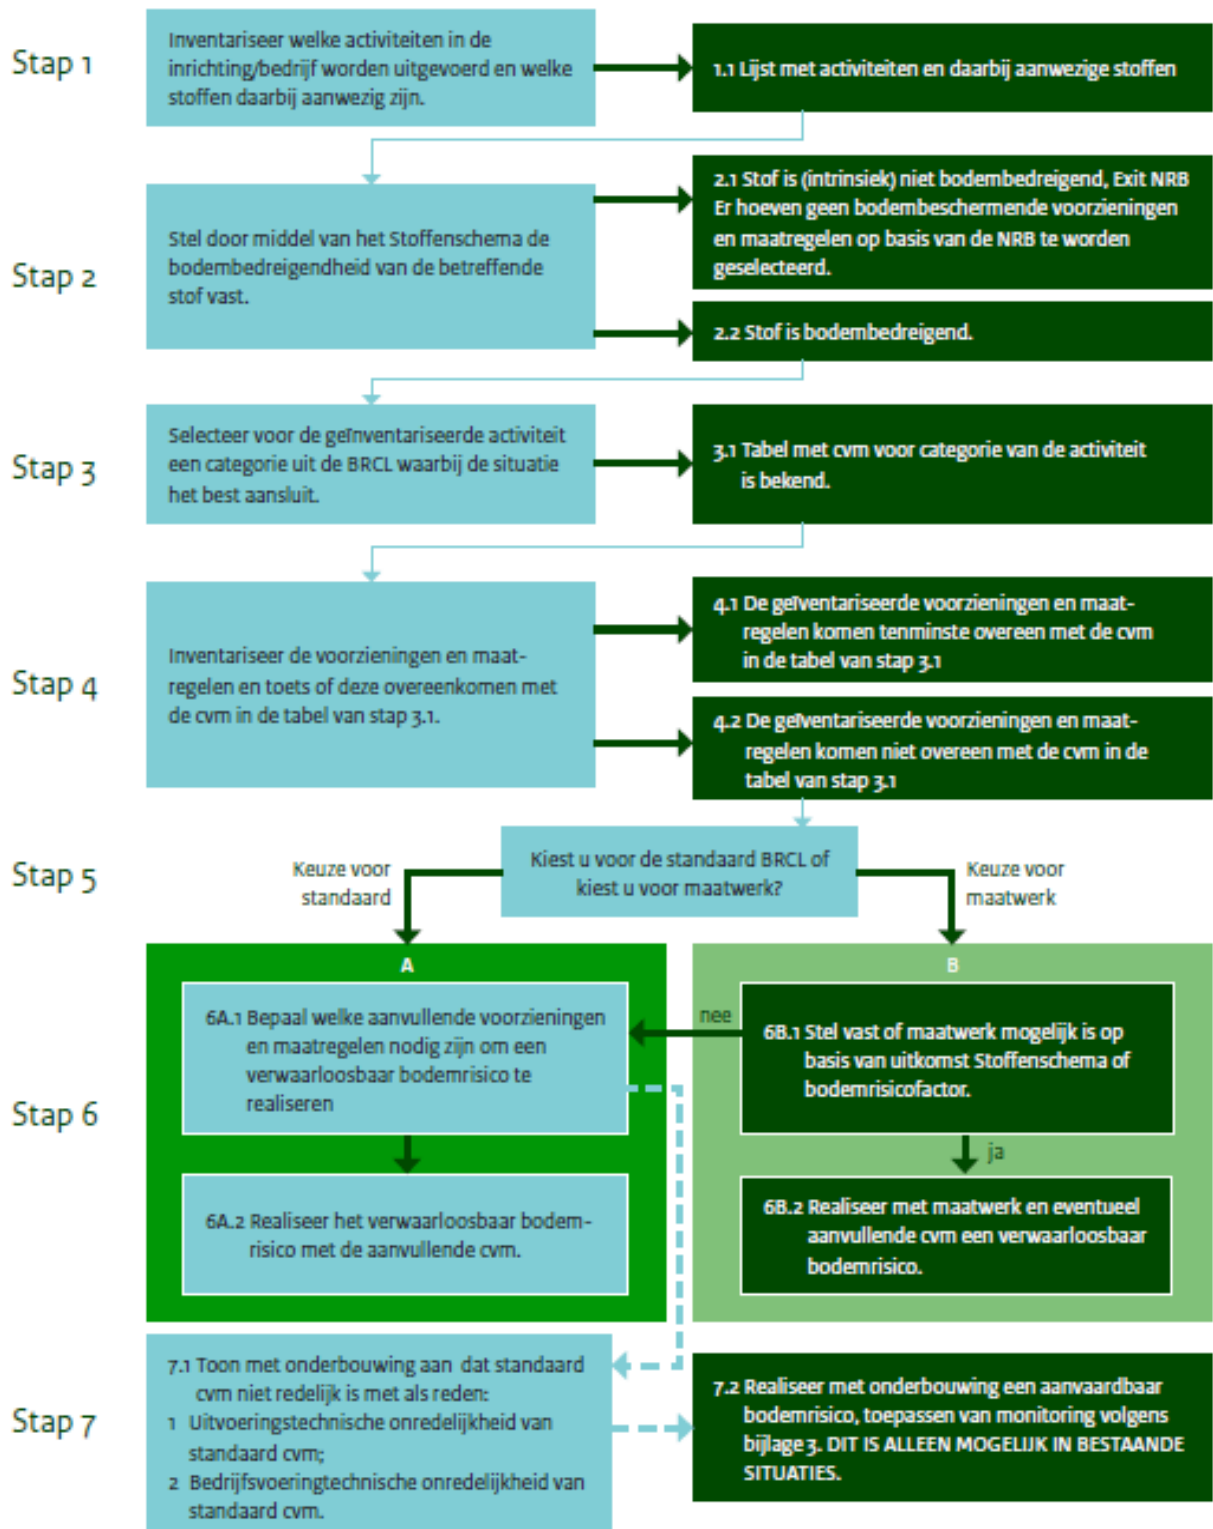 Stap 1
Inventariseer welke activiteiten in de
inrichting/bedrijf worden uitgevoerd en welke
stoffen daarbij aanwezig zijn.
1.1 Lijst met activiteiten en daarbij aanwezige stoffen
Stap 2
Stel door middel van het Stoffenschema de
bodembedreigendheid van de betreffende
stof vast.
2.1 Stof is (intrinsiek) niet bodembedreigend, Exit NRB
Er hoeven geen bodembeschermende voorzieningen
en maatregelen op basis van de NRB te worden
geselecteerd.
2.2 Stof is bodembedreigend.
Stap 3
Selecteer voor de geïnventariseerde activiteit
een categorie uit de BRCL waarbij de situatie
het best aansluit.
3.1 Tabel met cvm voor categorie van de activiteit
is bekend.
Stap 4
Inventariseer de voorzieningen en maat-
regelen en toets of deze overeenkomen met
de cvm in de tabel van stap 3.1.
4.1 De geïventariseerde voorzieningen en maat-
regelen komen tenminste overeen met de cvm
in de tabel van stap 3.1
4.2 De geïventariseerde voorzieningen en maat-
regelen komen niet overeen met de cvm in de
tabel van stap 3.1
Stap 5
Keuze voor
standaard
Kiest u voor de standaard BRCL of
kiest u voor maatwerk?
Keuze voor
maatwerk
Stap 6
A
6A.1 Bepaal welke aanvullende voorzieningen
en maatregelen nodig zijn om een
verwaarloosbaar bodemrisico te
realiseren
6A.2 Realiseer het verwaarloosbaar bodem-
risico met de aanvullende cvm.
nee
B
6B.1 Stel vast of maatwerk mogelijk is op
basis van uitkomst Stoffenschema of
bodemrisicofactor.
ja
6B.2 Realiseer met maatwerk en eventueel
aanvullende cvm een verwaarloosbaar
bodemrisico.
Stap 7
7.1 Toon met onderbouwing aan dat standaard
cvm niet redelijk is met als reden:
1 Uitvoeringstechnische onredelijkheid van
standaard cvm;
2 Bedrijfsvoeringtechnische onredelijkheid van
standaard cvm.
7.2 Realiseer met onderbouwing een aanvaardbaar
bodemrisico, toepassen van monitoring volgens
bijlage 3. DIT IS ALLEEN MOGELIJK IN BESTAANDE
SITUATIES.